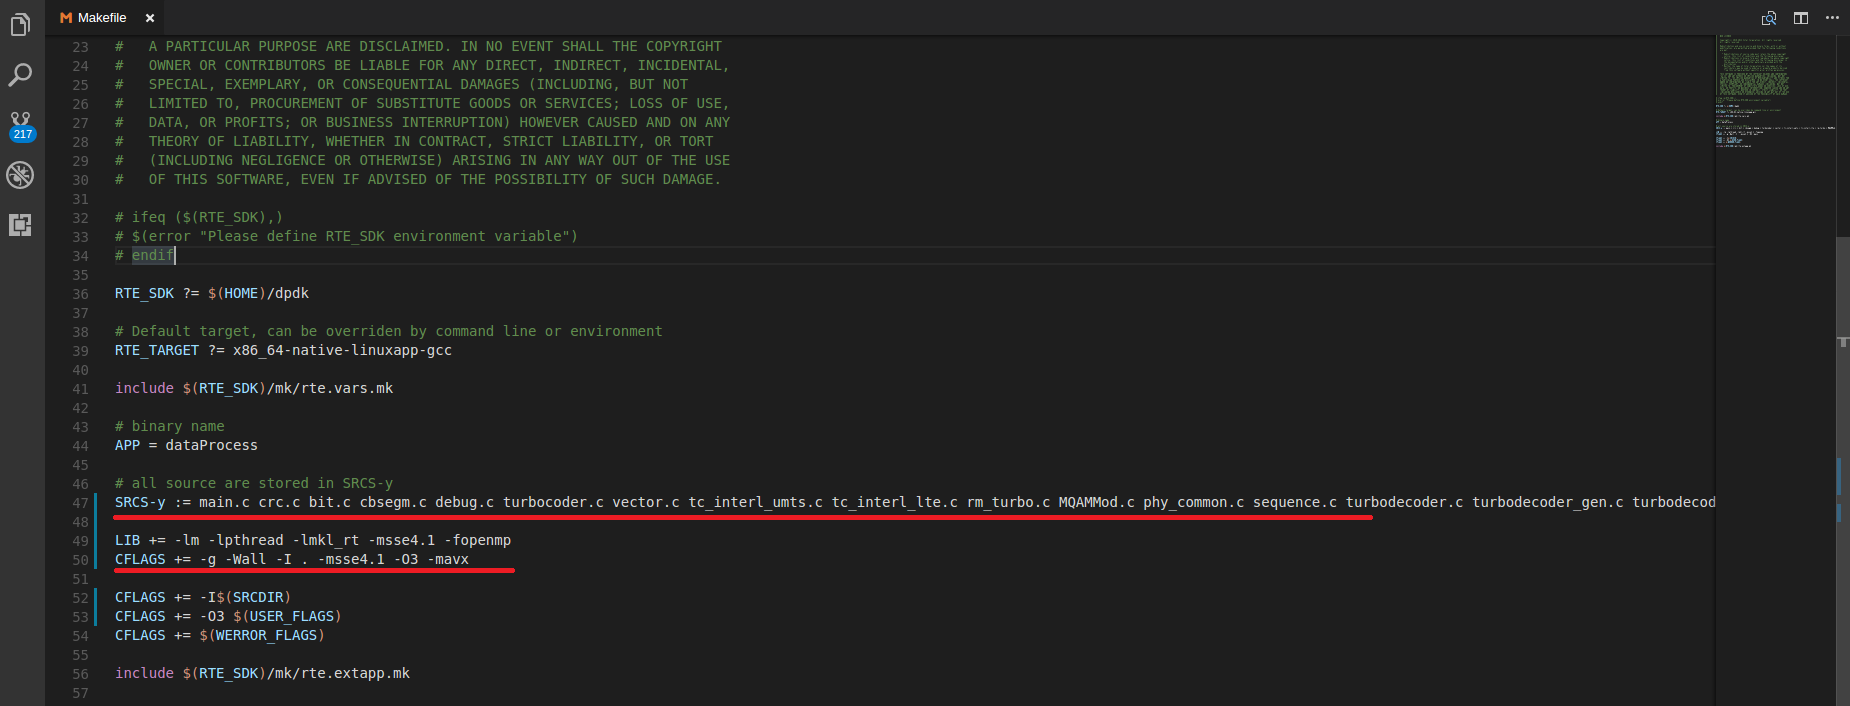 Makefile
217
23 #   A PARTICULAR PURPOSE ARE DISCLAIMED. IN NO EVENT SHALL THE COPYRIGHT
24 #   OWNER OR CONTRIBUTORS BE LIABLE FOR ANY DIRECT, INDIRECT, INCIDENTAL,
25 #   SPECIAL, EXEMPLARY, OR CONSEQUENTIAL DAMAGES (INCLUDING, BUT NOT
26 #   LIMITED TO, PROCUREMENT OF SUBSTITUTE GOODS OR SERVICES; LOSS OF USE,
27 #   DATA, OR PROFITS; OR BUSINESS INTERRUPTION) HOWEVER CAUSED AND ON ANY
28 #   THEORY OF LIABILITY, WHETHER IN CONTRACT, STRICT LIABILITY, OR TORT
29 #   (INCLUDING NEGLIGENCE OR OTHERWISE) ARISING IN ANY WAY OUT OF THE USE
30 #   OF THIS SOFTWARE, EVEN IF ADVISED OF THE POSSIBILITY OF SUCH DAMAGE.
31
32 # ifeq ($(RTE_SDK),)
33 # $(error "Please define RTE_SDK environment variable")
34 # endif
35
36 RTE_SDK ?= $(HOME)/dpdk
37
38 # Default target, can be overriden by command line or environment
39 RTE_TARGET ?= x86_64-native-linuxapp-gcc
40
41 include $(RTE_SDK)/mk/rte.vars.mk
42
43 # binary name
44 APP = dataProcess
45
46 # all source are stored in SRCS-y
47 SRCS-y := main.c crc.c bit.c cbsegm.c debug.c turbocoder.c vector.c tc_interl_umts.c tc_interl_lte.c rm_turbo.c MQAMMod.c phy_common.c sequence.c turbodecoder.c turbodecoder_gen.c turbodecod
48
49 LIB += -lm -lpthread -lmkl_rt -msse4.1 -fopenmp
50 CFLAGS += -g -Wall -I . -msse4.1 -O3 -mavx
51
52 CFLAGS += -I$(SRCDIR)
53 CFLAGS += -O3 $(USER_FLAGS)
54 CFLAGS += $(WERROR_FLAGS)
55
56 include $(RTE_SDK)/mk/rte.extapp.mk
57